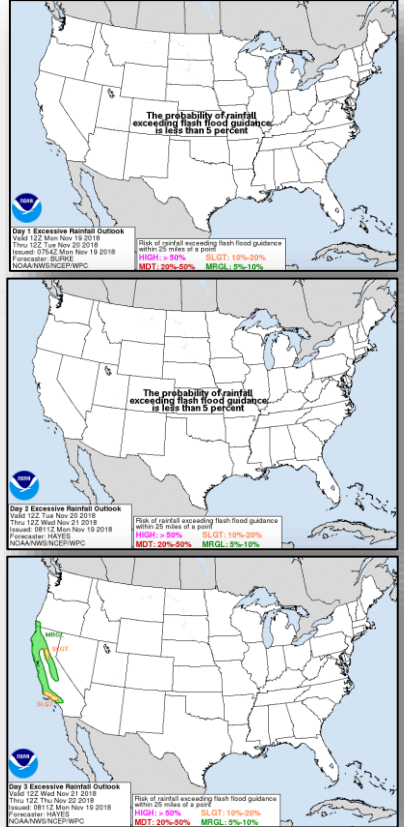 The probability of rainfall
exceeding flash flood guidance
is less than 5 percent
NOAA
Day 1 Excessive Rainfall Outlook
Valid 12Z Mon Nov 19 2018
Thru 12Z Tue Nov 20 2018
Issued: 0754Z Mon Nov 19 2018
Forecaster: BURKE
NOAA/NWS/NCEP/WPC
Risk of rainfall exceeding flash flood guidance
within 25 miles of a point
HIGH: > 50% SLGT: 10%-20%
MDT: 20%-50% MRGL: 5%-10%
The probability of rainfall
exceeding flash flood guidance
is less than 5 percent
NOAA
Day 2 Excessive Rainfall Outlook
Valid 12Z Tue Nov 20 2018
Thru 12Z Wed Nov 21 2018
Issued: 0811Z Mon Nov 19 2018
Forecaster: HAYES
NOAA/NWS/NCEP/WPC
Risk of rainfall exceeding flash flood guidance
within 25 miles of a point
HIGH: > 50% SLGT: 10%-20%
MDT: 20%-50% MRGL: 5%-10%
MRGL
SLGT
SLGT
NOAA
Day 3 Excessive Rainfall Outlook
Valid 12Z Wed Nov 21 2018
Thru 12Z Thu Nov 22 2018
Issued: 0811Z Mon Nov 19 2018
Forecaster: HAYES
NOAA/NWS/NCEP/WPC
Risk of rainfall exceeding flash flood guidance
within 25 miles of a point
HIGH: > 50% SLGT: 10%-20%
MDT: 20%-50% MRGL: 5%-10%